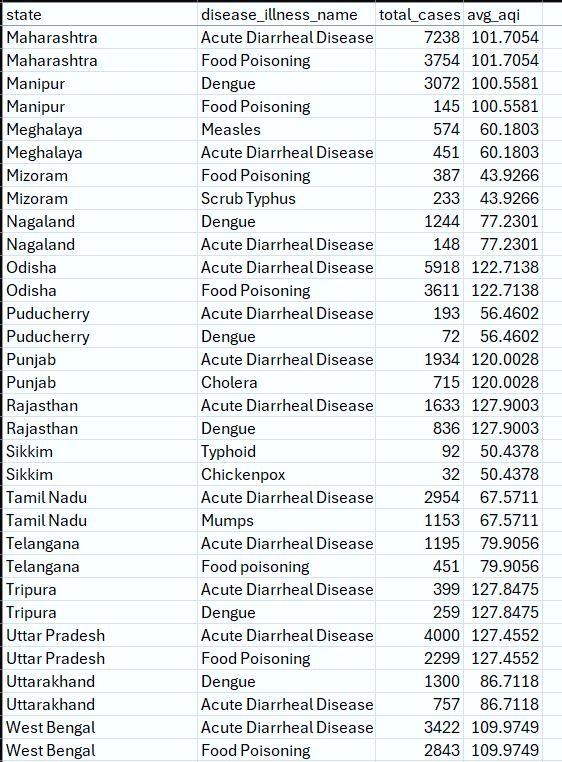 state disease_illness_name total_cases avg_aqi
Maharashtra Acute Diarrheal Disease 7238 101.7054
Maharashtra Food Poisoning 3754 101.7054
Manipur Dengue 3072 100.5581
Manipur Food Poisoning 145 100.5581
Meghalaya Measles 574 60.1803
Meghalaya Acute Diarrheal Disease 451 60.1803
Mizoram Food Poisoning 387 43.9266
Mizoram Scrub Typhus 233 43.9266
Nagaland Dengue 1244 77.2301
Nagaland Acute Diarrheal Disease 148 77.2301
Odisha Acute Diarrheal Disease 5918 122.7138
Odisha Food Poisoning 3611 122.7138
Puducherry Acute Diarrheal Disease 193 56.4602
Puducherry Dengue 72 56.4602
Punjab Acute Diarrheal Disease 1934 120.0028
Punjab Cholera 715 120.0028
Rajasthan Acute Diarrheal Disease 1633 127.9003
Rajasthan Dengue 836 127.9003
Sikkim Typhoid 92 50.4378
Sikkim Chickenpox 32 50.4378
Tamil Nadu Acute Diarrheal Disease 2954 67.5711
Tamil Nadu Mumps 1153 67.5711
Telangana Acute Diarrheal Disease 1195 79.9056
Telangana Food poisoning 451 79.9056
Tripura Acute Diarrheal Disease 399 127.8475
Tripura Dengue 259 127.8475
Uttar Pradesh Acute Diarrheal Disease 4000 127.4552
Uttar Pradesh Food Poisoning 2299 127.4552
Uttarakhand Dengue 1300 86.7118
Uttarakhand Acute Diarrheal Disease 757 86.7118
West Bengal Acute Diarrheal Disease 3422 109.9749
West Bengal Food Poisoning 2843 109.9749